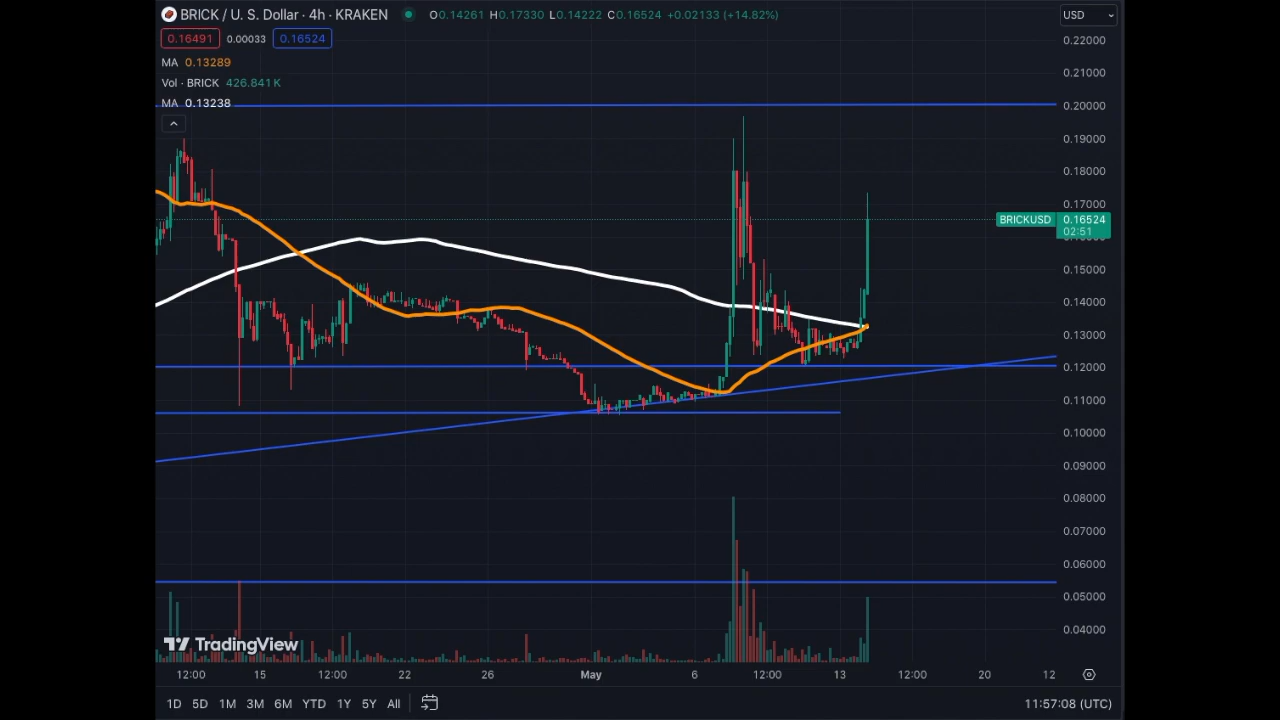 BRICK / U. S. Dollar · 4h · KRAKEN O0.14261 H0.17330 L0.14222 C0.16524 +0.02133 (+14.82%) USD
0.16491 0.00033 0.16524
MA 0.13289
Vol · BRICK 426.841 K
MA 0.13238
0.22000
0.21000
0.20000
0.19000
0.18000
0.17000
BRICKUSD 0.16524
02:51
0.15000
0.14000
0.13000
0.12000
0.11000
0.10000
0.09000
0.08000
0.07000
0.06000
0.05000
0.04000
TradingView
12:00 15 12:00 22 26 May 6 12:00 13 12:00 20 12
1D 5D 1M 3M 6M YTD 1Y 5Y All 11:57:08 (UTC)